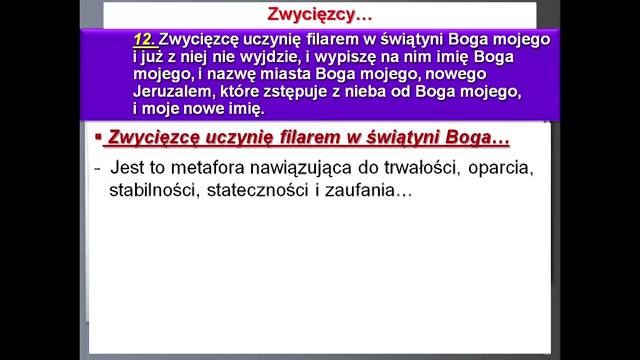 Zwycięzcy…
12. Zwycięzcę uczynię filarem w świątyni Boga mojego
i już z niej nie wyjdzie, i wypiszę na nim imię Boga
mojego, i nazwę miasta Boga mojego, nowego
Jeruzalem, które zstępuje z nieba od Boga mojego,
i moje nowe imię.
▪ Zwycięzcę uczynię filarem w świątyni Boga…
- Jest to metafora nawiązująca do trwałości, oparcia,
stabilności, stateczności i zaufania…